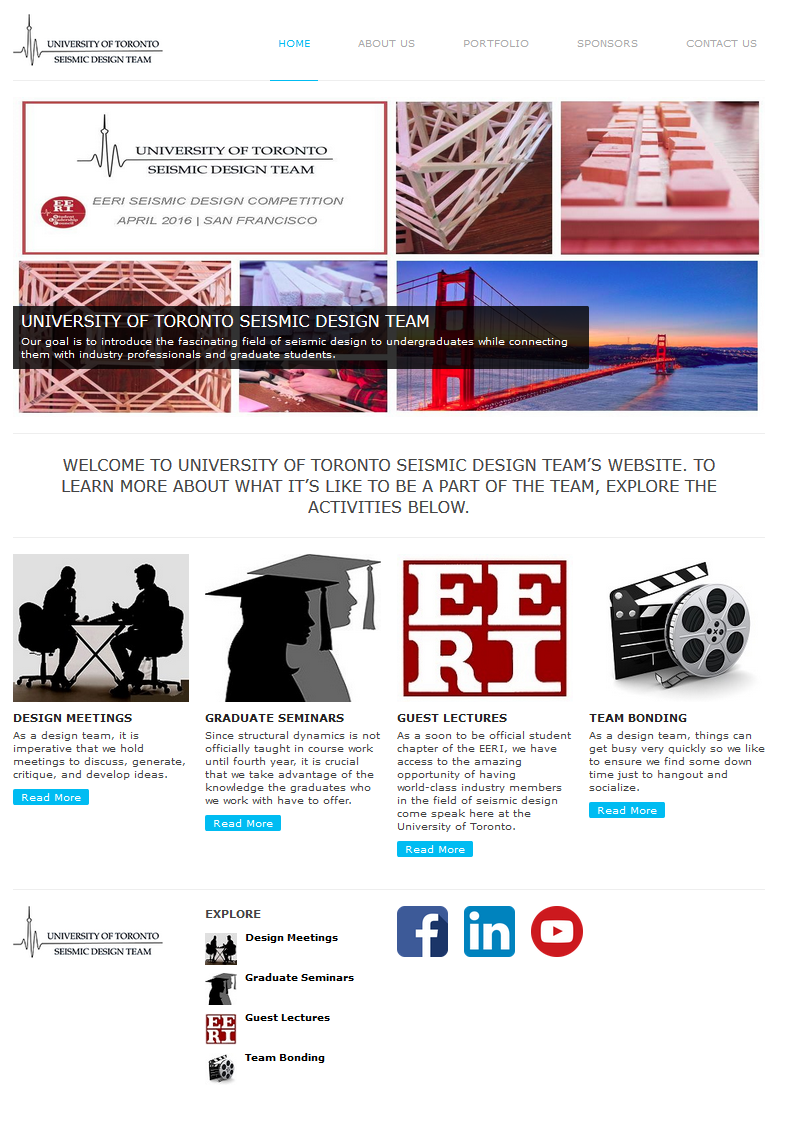 UNIVERSITY OF TORONTO
SEISMIC DESIGN TEAM
HOME
ABOUT US
PORTFOLIO
SPONSORS
CONTACT US
UNIVERSITY OF TORONTO
SEISMIC DESIGN TEAM
EE
RI
EERI SEISMIC DESIGN COMPETITION
APRIL 2016 | SAN FRANCISCO
UNIVERSITY OF TORONTO SEISMIC DESIGN TEAM
Our goal is to introduce the fascinating field of seismic design to undergraduates while connecting
them with industry professionals and graduate students.
WELCOME TO UNIVERSITY OF TORONTO SEISMIC DESIGN TEAM’S WEBSITE. TO
LEARN MORE ABOUT WHAT IT’S LIKE TO BE A PART OF THE TEAM, EXPLORE THE
ACTIVITIES BELOW.
DESIGN MEETINGS
As a design team, it is
imperative that we hold
meetings to discuss, generate,
critique, and develop ideas.
Read More
GRADUATE SEMINARS
Since structural dynamics is not
officially taught in course work
until fourth year, it is crucial
that we take advantage of the
knowledge the graduates who
we work with have to offer.
Read More
EE
RI
GUEST LECTURES
As a soon to be official student
chapter of the EERI, we have
access to the amazing
opportunity of having
world-class industry members
in the field of seismic design
come speak here at the
University of Toronto.
Read More
TEAM BONDING
As a design team, things can
get busy very quickly so we like
to ensure we find some down
time just to hangout and
socialize.
Read More
UNIVERSITY OF TORONTO
SEISMIC DESIGN TEAM
EXPLORE
Design Meetings
Graduate Seminars
EE
RI
Guest Lectures
Team Bonding
f
in